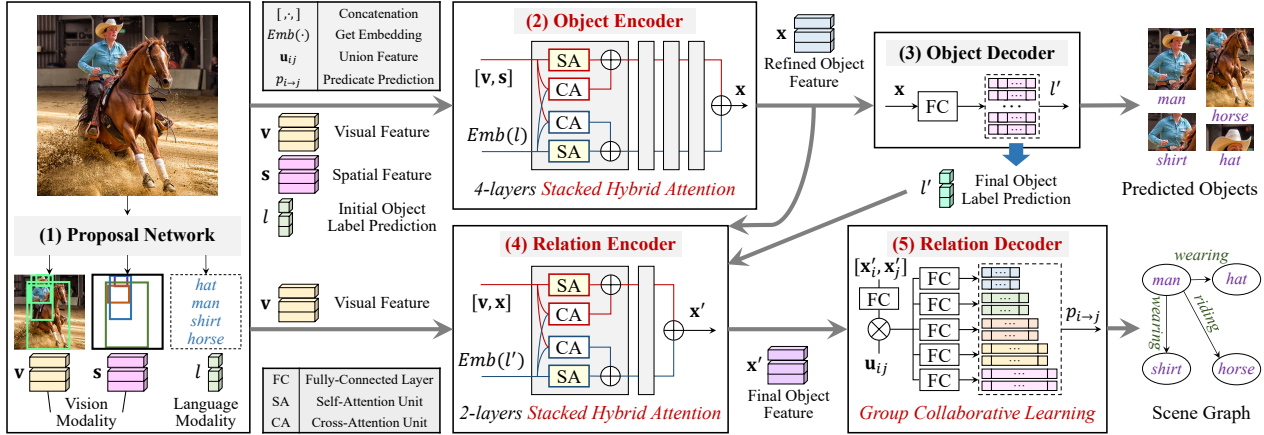 (1) Proposal Network
hat
man
shirt
horse
v
s
l
Vision
Modality
Language
Modality
[ ,·, ] Concatenation
Emb(·) Get Embedding
u_ij Union Feature
p_i→j Predicate Prediction
v
Visual Feature
s
Spatial Feature
l
Initial Object
Label Prediction
v
Visual Feature
FC Fully-Connected Layer
SA Self-Attention Unit
CA Cross-Attention Unit
(2) Object Encoder
[v, s]
SA
CA
CA
Emb(l)
SA
x
4-layers Stacked Hybrid Attention
x
Refined Object
Feature
(3) Object Decoder
x
FC
...
...
...
...
...
l′
l′
Final Object
Label Prediction
man
horse
shirt
hat
Predicted Objects
(4) Relation Encoder
[v, x]
SA
CA
CA
Emb(l′)
SA
x′
2-layers Stacked Hybrid Attention
x′
Final Object
Feature
(5) Relation Decoder
[x′_i, x′_j]
FC
u_ij
FC
...
...
FC
...
...
FC
...
...
FC
...
...
FC
...
...
p_i→j
Group Collaborative Learning
wearing
man
hat
wearing
riding
shirt
horse
Scene Graph